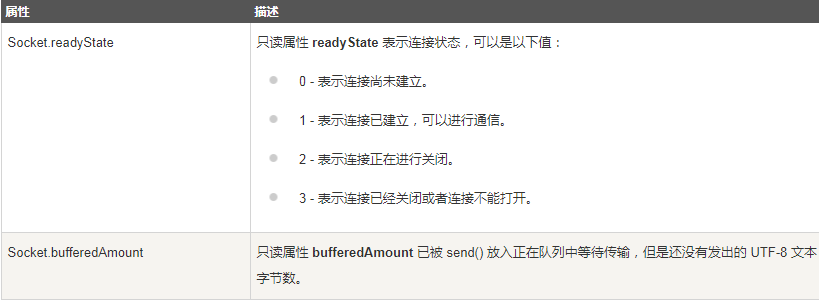 属性 描述
Socket.readyState 只读属性 readyState 表示连接状态，可以是以下值：
0 - 表示连接尚未建立。
1 - 表示连接已建立，可以进行通信。
2 - 表示连接正在进行关闭。
3 - 表示连接已经关闭或者连接不能打开。
Socket.bufferedAmount 只读属性 bufferedAmount 已被 send() 放入正在队列中等待传输，但是还没有发出的 UTF-8 文本
字节数。